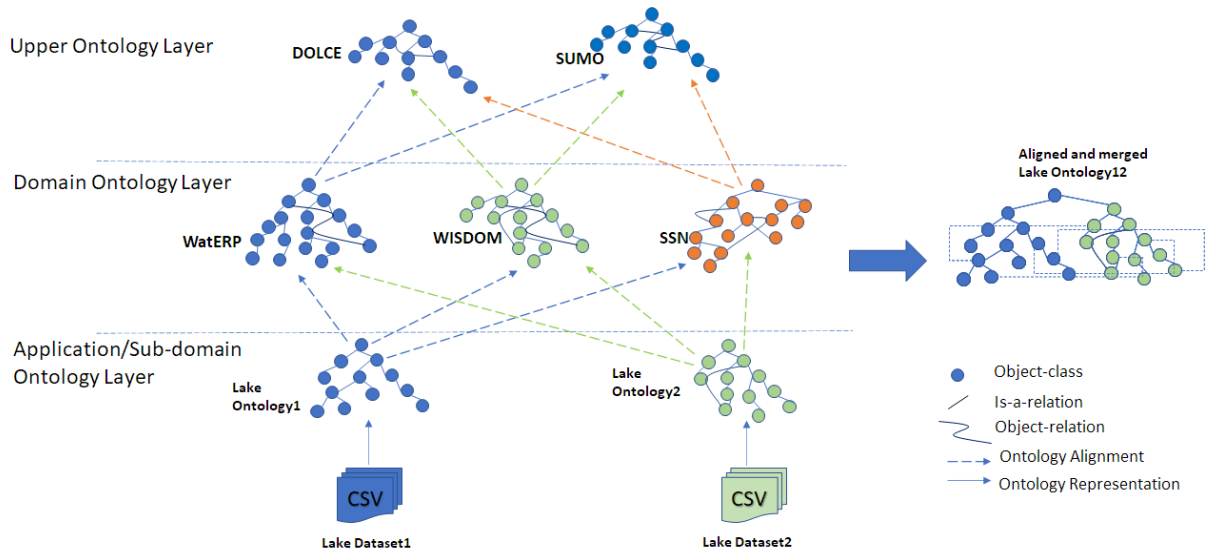 Upper Ontology Layer
DOLCE
SUMO
Domain Ontology Layer
WatERP
WISDOM
SSN
Aligned and merged
Lake Ontology12
Application/Sub-domain
Ontology Layer
Lake
Ontology1
Lake
Ontology2
CSV
CSV
Lake Dataset1
Lake Dataset2
Object-class
Is-a-relation
Object-relation
Ontology Alignment
Ontology Representation